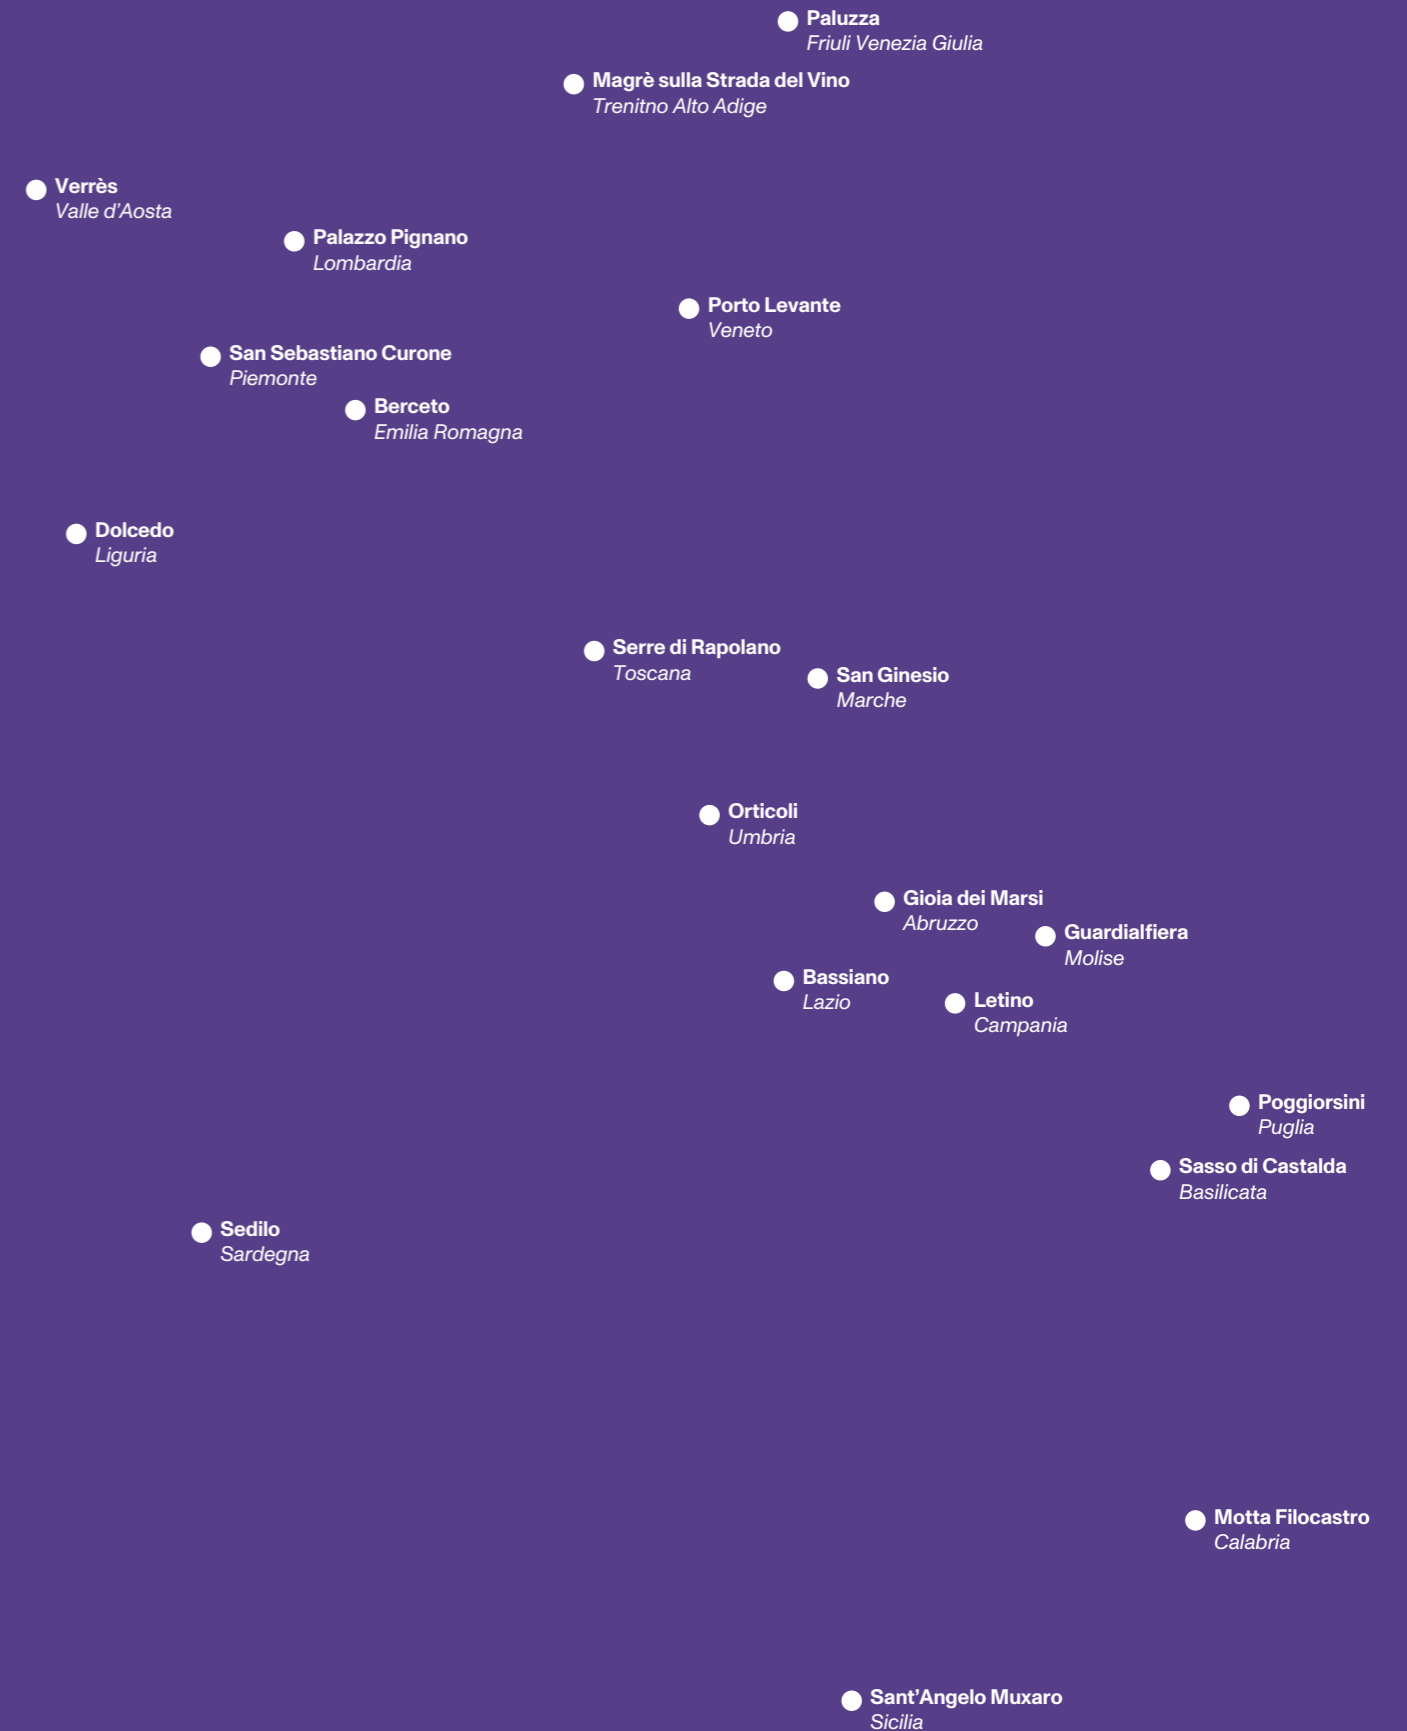 Paluzza
Friuli Venezia Giulia
Magrè sulla Strada del Vino
Trenitno Alto Adige
Verrès
Valle d’Aosta
Palazzo Pignano
Lombardia
Porto Levante
Veneto
San Sebastiano Curone
Piemonte
Berceto
Emilia Romagna
Dolcedo
Liguria
Serre di Rapolano
Toscana
San Ginesio
Marche
Orticoli
Umbria
Gioia dei Marsi
Abruzzo
Guardialfiera
Molise
Bassiano
Lazio
Letino
Campania
Poggiorsini
Puglia
Sasso di Castalda
Basilicata
Sedilo
Sardegna
Motta Filocastro
Calabria
Sant’Angelo Muxaro
Sicilia